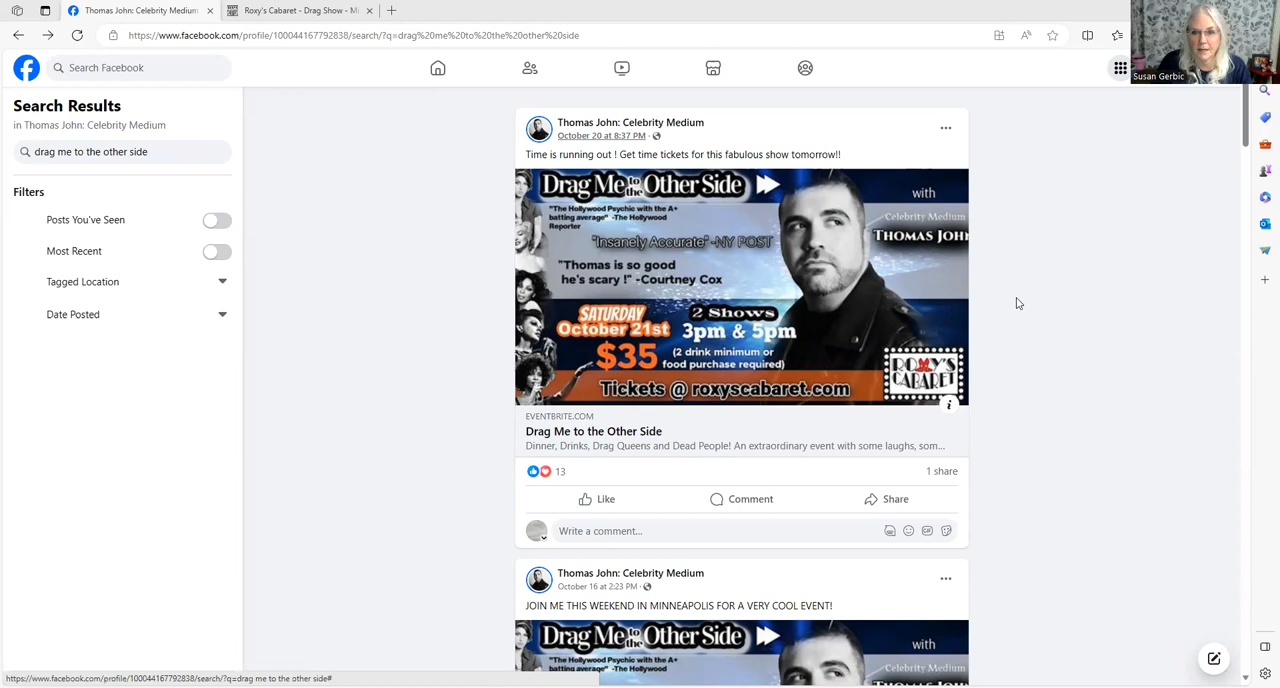 Thomas John: Celebrity Medium
Roxy's Cabaret - Drag Show - Mi
https://www.facebook.com/profile/100044167792838/search/?q=drag%20me%20to%20the%20other%20side
Susan Gerbic
Search Facebook
Search Results
in Thomas John: Celebrity Medium
drag me to the other side
Filters
Posts You've Seen
Most Recent
Tagged Location
Date Posted
Thomas John: Celebrity Medium
October 20 at 8:37 PM ·
Time is running out ! Get time tickets for this fabulous show tomorrow!!
Drag Me to the Other Side
with
"The Hollywood Psychic with the A+
batting average" -The Hollywood
Reporter
Celebrity Medium
THOMAS JOHN
"Insanely Accurate" -NY POST
"Thomas is so good
he's scary !" -Courtney Cox
SATURDAY
October 21st
2 Shows
3pm & 5pm
$35
(2 drink minimum or
food purchase required)
ROXY'S
CABARET
Tickets @ roxyscabaret.com
EVENTBRITE.COM
Drag Me to the Other Side
Dinner, Drinks, Drag Queens and Dead People! An extraordinary event with some laughs, som...
13
1 share
Like
Comment
Share
Write a comment...
Thomas John: Celebrity Medium
October 16 at 2:23 PM ·
JOIN ME THIS WEEKEND IN MINNEAPOLIS FOR A VERY COOL EVENT!
Drag Me to the Other Side
with
"The Hollywood Psychic with the A+
batting average" -The Hollywood
https://www.facebook.com/profile/100044167792838/search/?q=drag me to the other side#